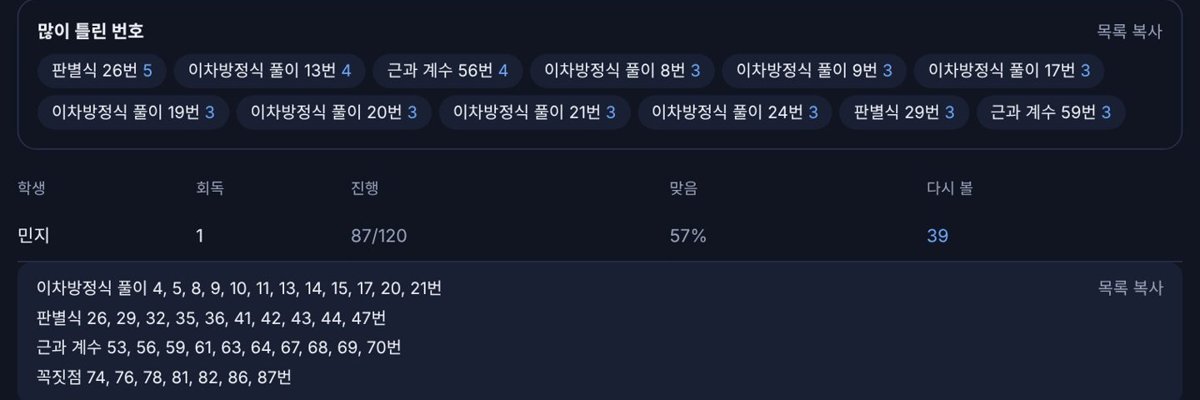 많이 틀린 번호 목록 복사
판별식 26번 5 이차방정식 풀이 13번 4 근과 계수 56번 4 이차방정식 풀이 8번 3 이차방정식 풀이 9번 3 이차방정식 풀이 17번 3
이차방정식 풀이 19번 3 이차방정식 풀이 20번 3 이차방정식 풀이 21번 3 이차방정식 풀이 24번 3 판별식 29번 3 근과 계수 59번 3
학생 회독 진행 맞음 다시 볼
민지 1 87/120 57% 39
이차방정식 풀이 4, 5, 8, 9, 10, 11, 13, 14, 15, 17, 20, 21번 목록 복사
판별식 26, 29, 32, 35, 36, 41, 42, 43, 44, 47번
근과 계수 53, 56, 59, 61, 63, 64, 67, 68, 69, 70번
꼭짓점 74, 76, 78, 81, 82, 86, 87번